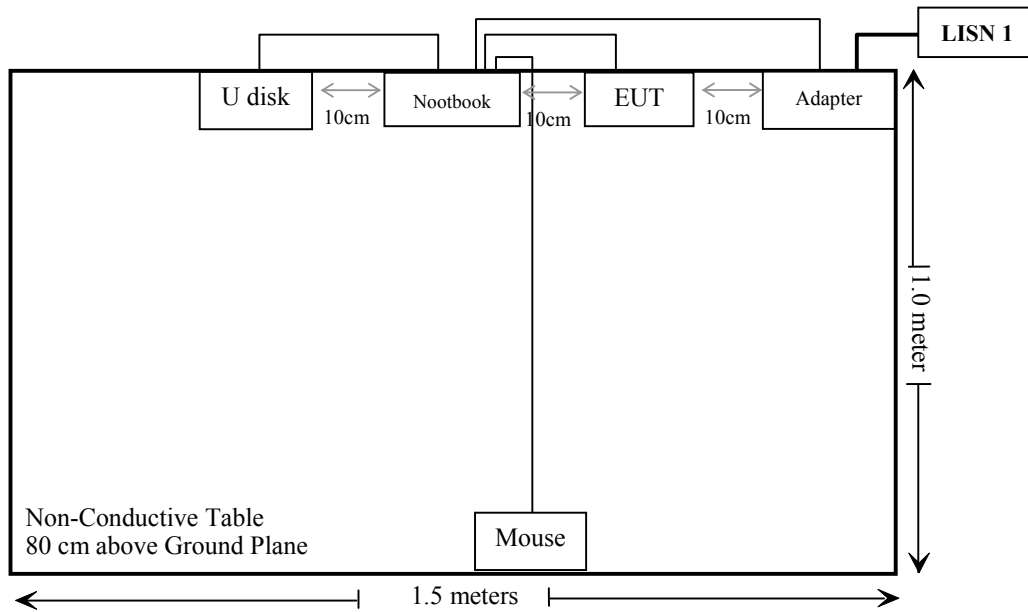 LISN 1
U disk
Nootbook
EUT
Adapter
10cm
10cm
10cm
1.0 meter
Non-Conductive Table
80 cm above Ground Plane
Mouse
1.5 meters